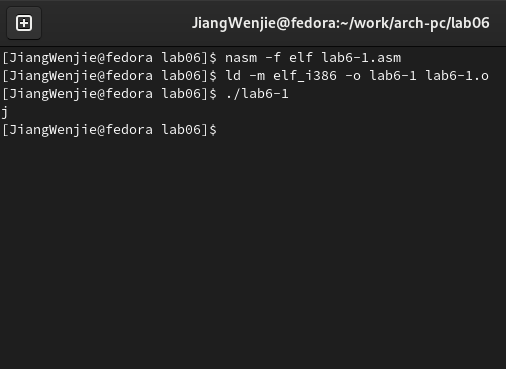 JiangWenjie@fedora:~/work/arch-pc/lab06
[JiangWenjie@fedora lab06]$ nasm -f elf lab6-1.asm
[JiangWenjie@fedora lab06]$ ld -m elf_i386 -o lab6-1 lab6-1.o
[JiangWenjie@fedora lab06]$ ./lab6-1
j
[JiangWenjie@fedora lab06]$